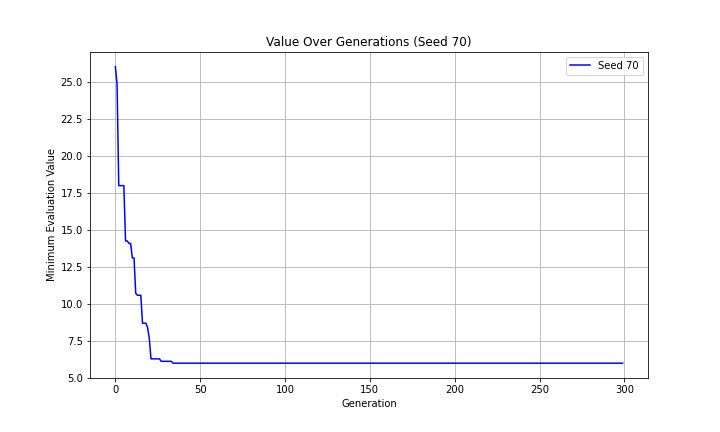 Value Over Generations (Seed 70)
Seed 70
Minimum Evaluation Value
25.0
22.5
20.0
17.5
15.0
12.5
10.0
7.5
5.0
0 50 100 150 200 250 300
Generation